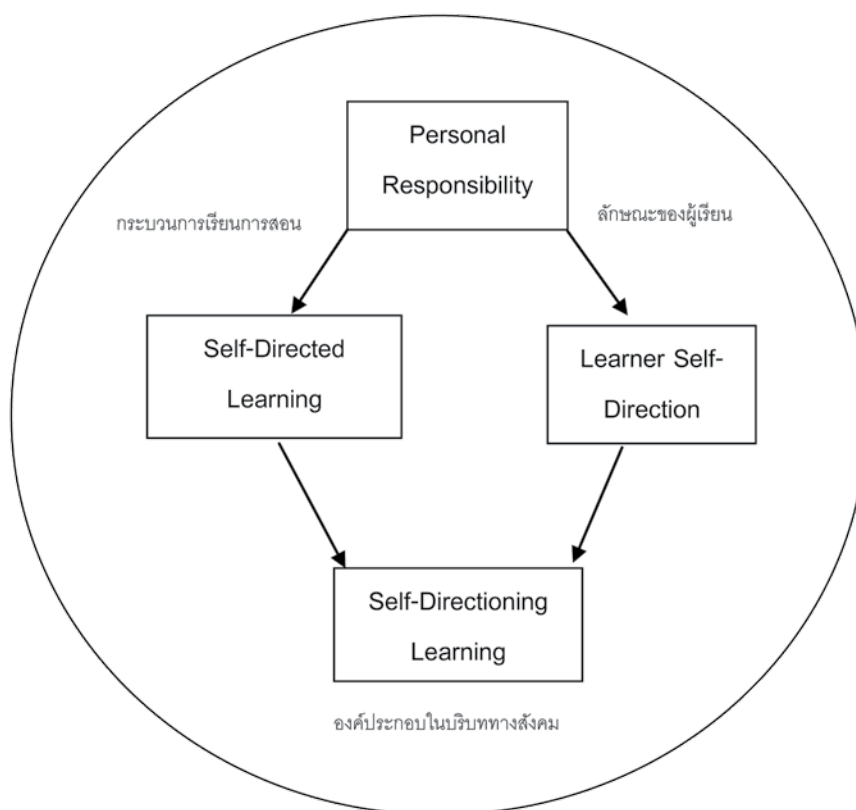 Personal
Responsibility
กระบวนการเรียนการสอน
ลักษณะของผู้เรียน
Self-Directed
Learning
Learner Self-
Direction
Self-Directioning
Learning
องค์ประกอบในบริบททางสังคม